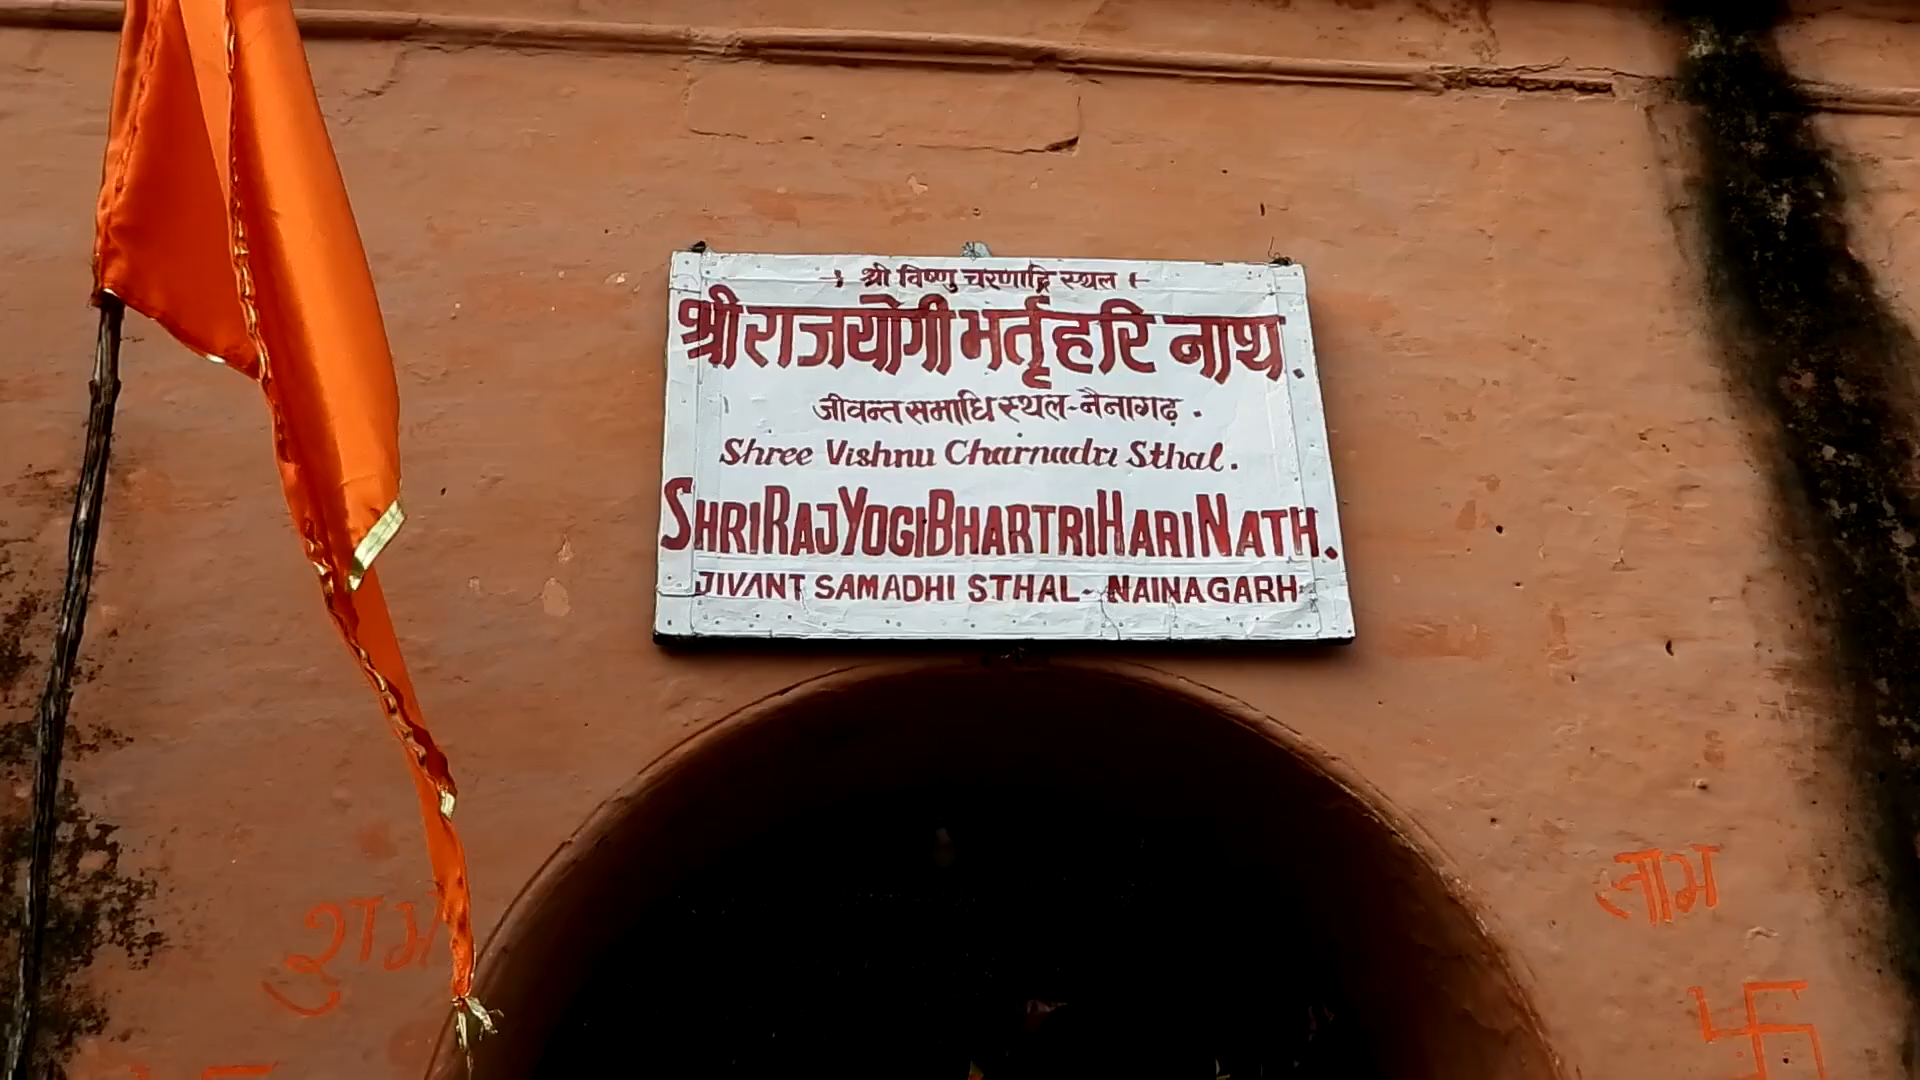 श्री विष्णु चरणाद्रि स्थल
श्री राजयोगी भर्तृहरि नाथ .
जीवन्त समाधि स्थल-नैनागढ़ .
Shree Vishnu Charnadri Sthal.
SHRI RAJ YOGI BHARTRI HARI NATH.
JIVANT SAMADHI STHAL- NAINAGARH
शुभ
लाभ